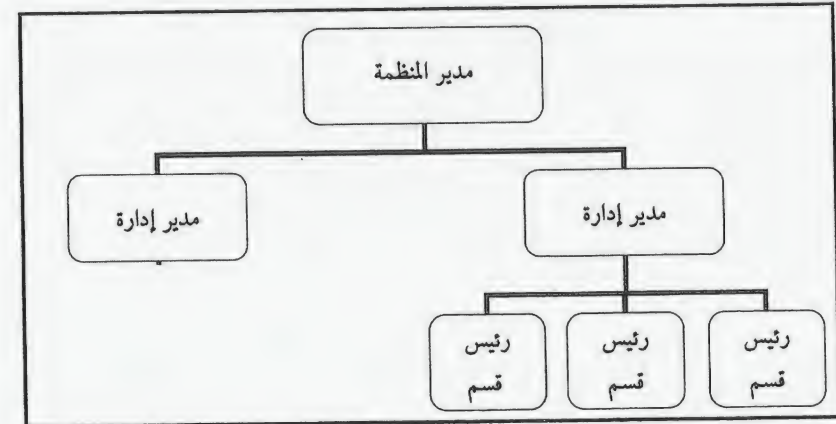 مدير المنظمة
مدير إدارة
مدير إدارة
رئيس
قسم
رئيس
قسم
رئيس
قسم